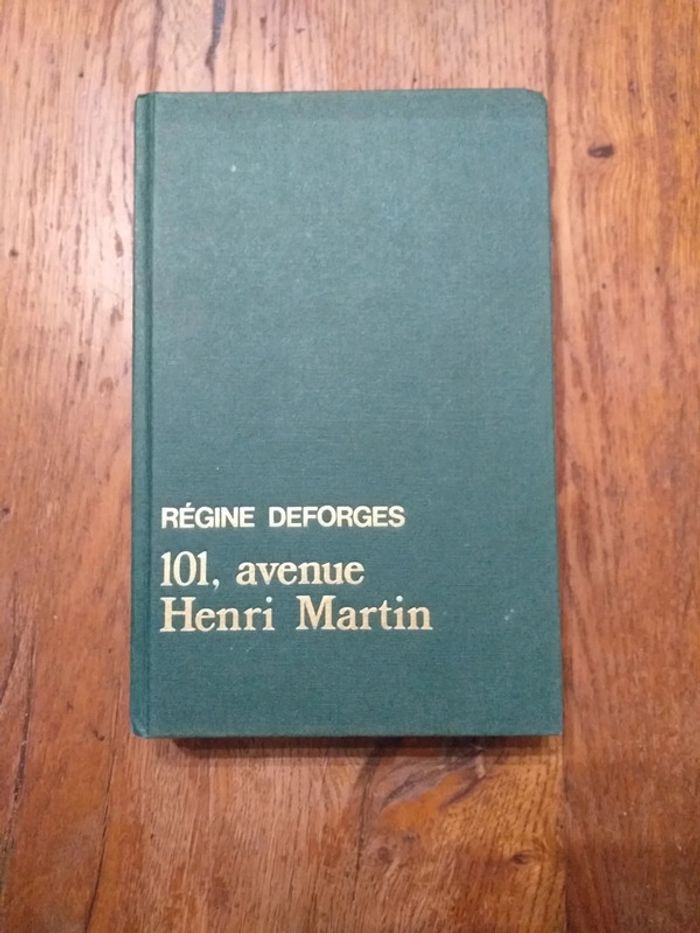 RÉGINE DEFORGES
101, avenue
Henri Martin